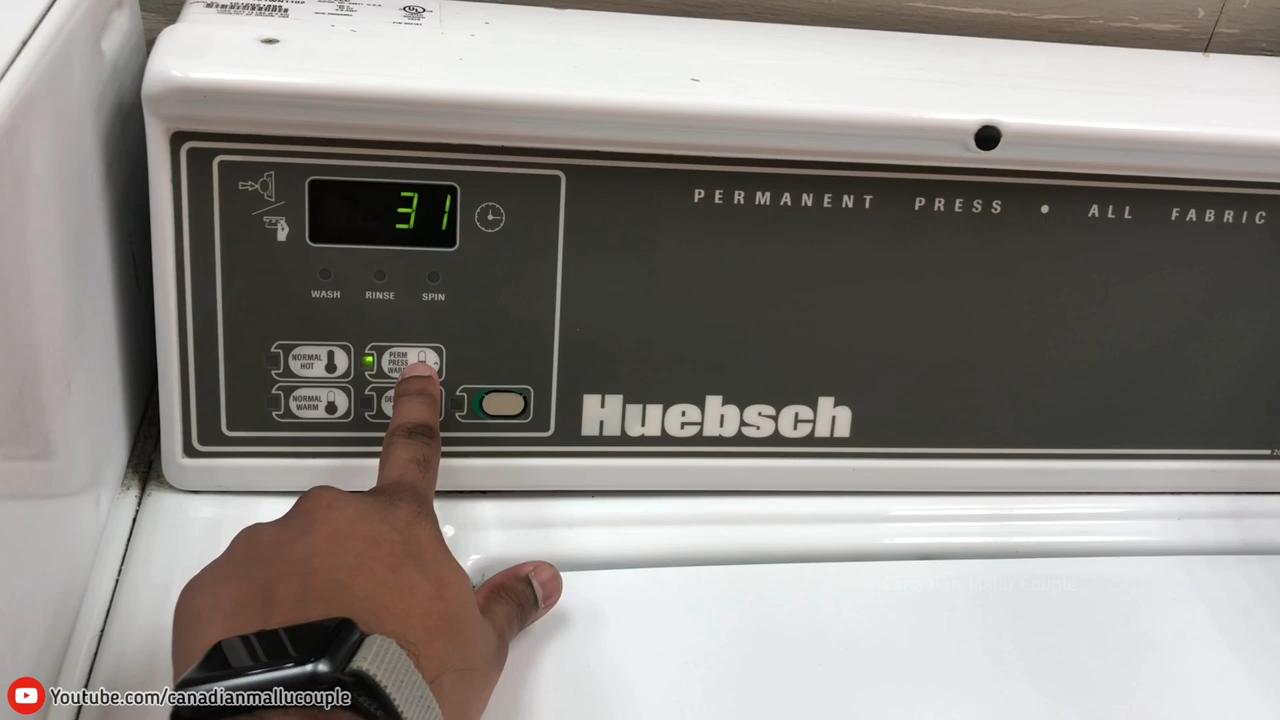 PERMANENT PRESS • ALL FABRIC
31
WASH RINSE SPIN
NORMAL HOT
PERM PRESS
NORMAL WARM
Huebsch
Youtube.com/canadianmallucouple